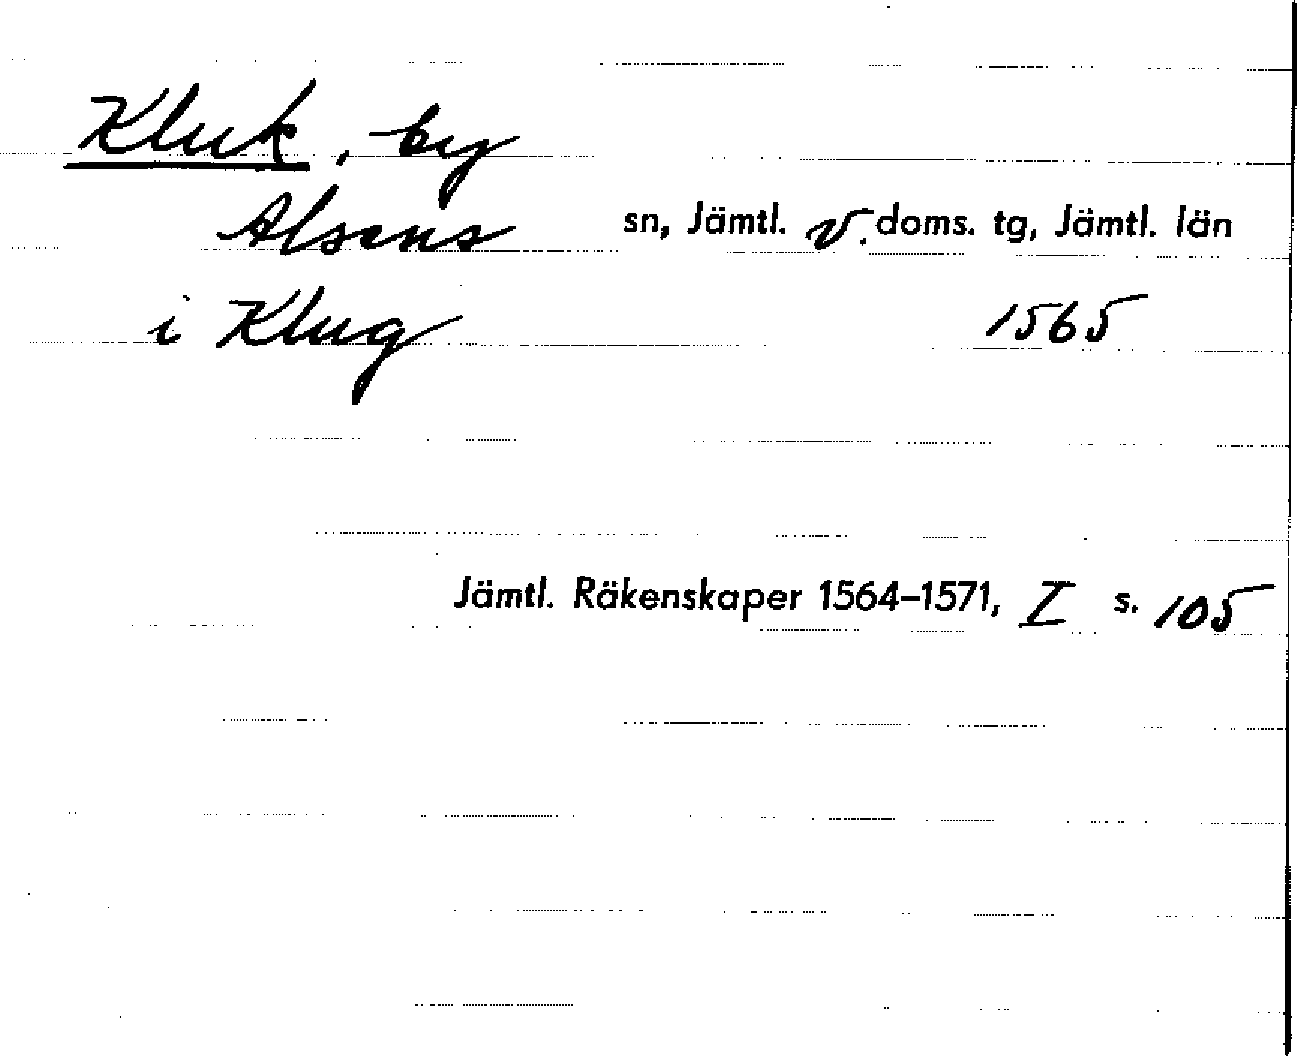 Kluk, by
Alsens sn, Jämtl. v. doms. tg, Jämtl. län
i Klug 1565
Jämtl. Räkenskaper 1564–1571, I s. 105